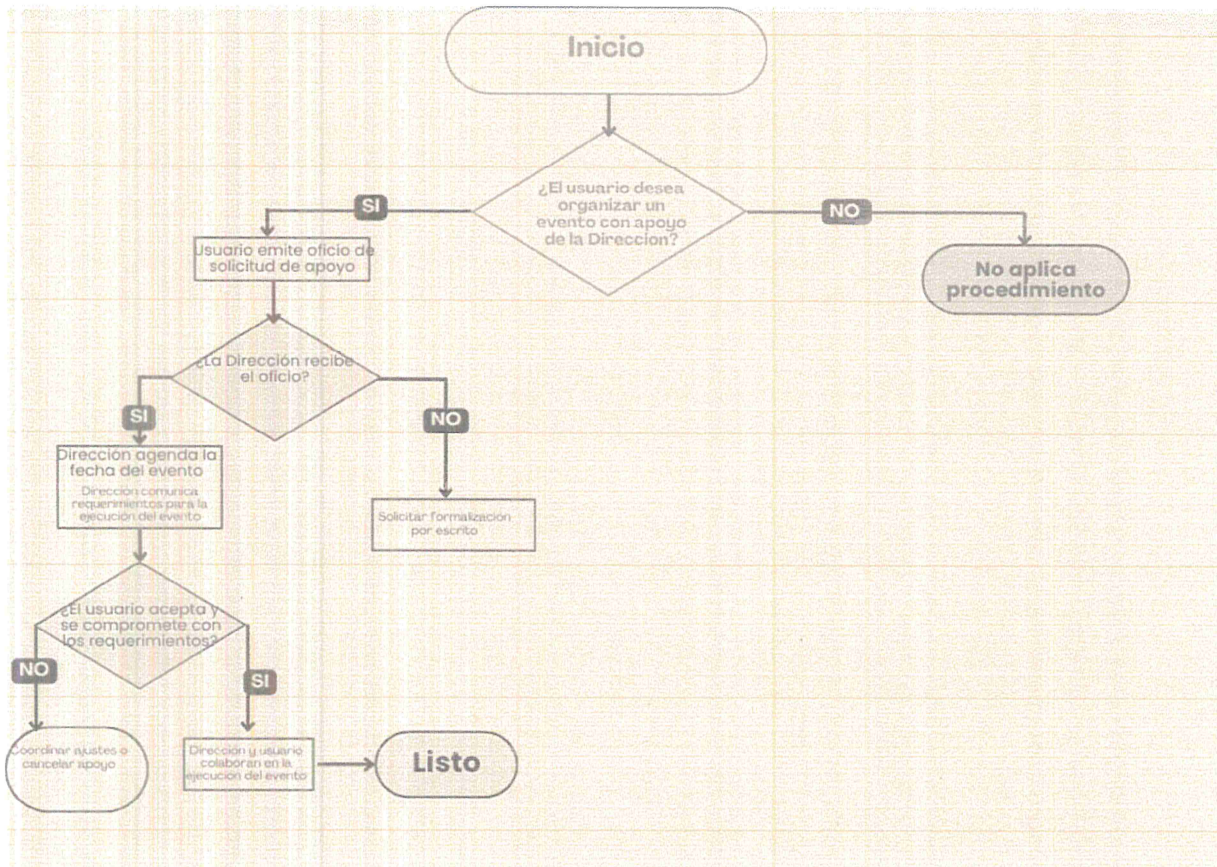 Inicio
¿El usuario desea
organizar un
evento con apoyo
de la Direccion?
SI
NO
Usuario emite oficio de
solicitud de apoyo
No aplica
procedimiento
¿La Dirección recibe
el oficio?
SI
NO
Dirección agenda la
fecha del evento
Dirección comunica
requerimientos para la
ejecución del evento
Solicitar formalizacion
por escrito
¿El usuario acepta y
se compromete con
los requerimientos?
NO
SI
Coordinar ajustes o
cancelar apoyo
Dirección y usuario
colaboran en la
ejecución del evento
Listo